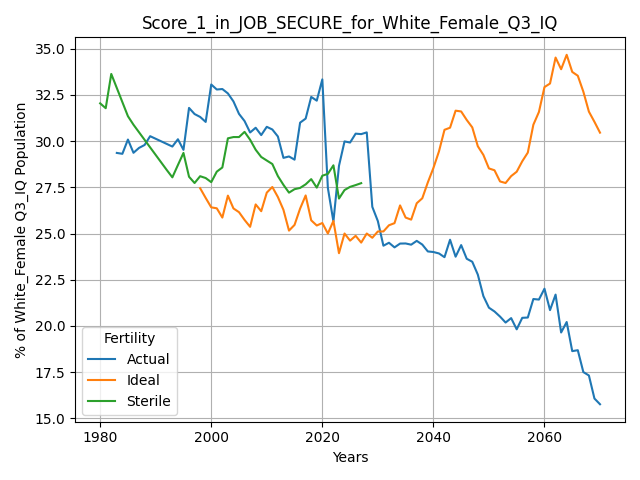 Score_1_in_JOB_SECURE_for_White_Female_Q3_IQ
% of White_Female Q3_IQ Population
35.0
32.5
30.0
27.5
25.0
22.5
20.0
17.5
15.0
Fertility
Actual
Ideal
Sterile
1980
2000
2020
2040
2060
Years